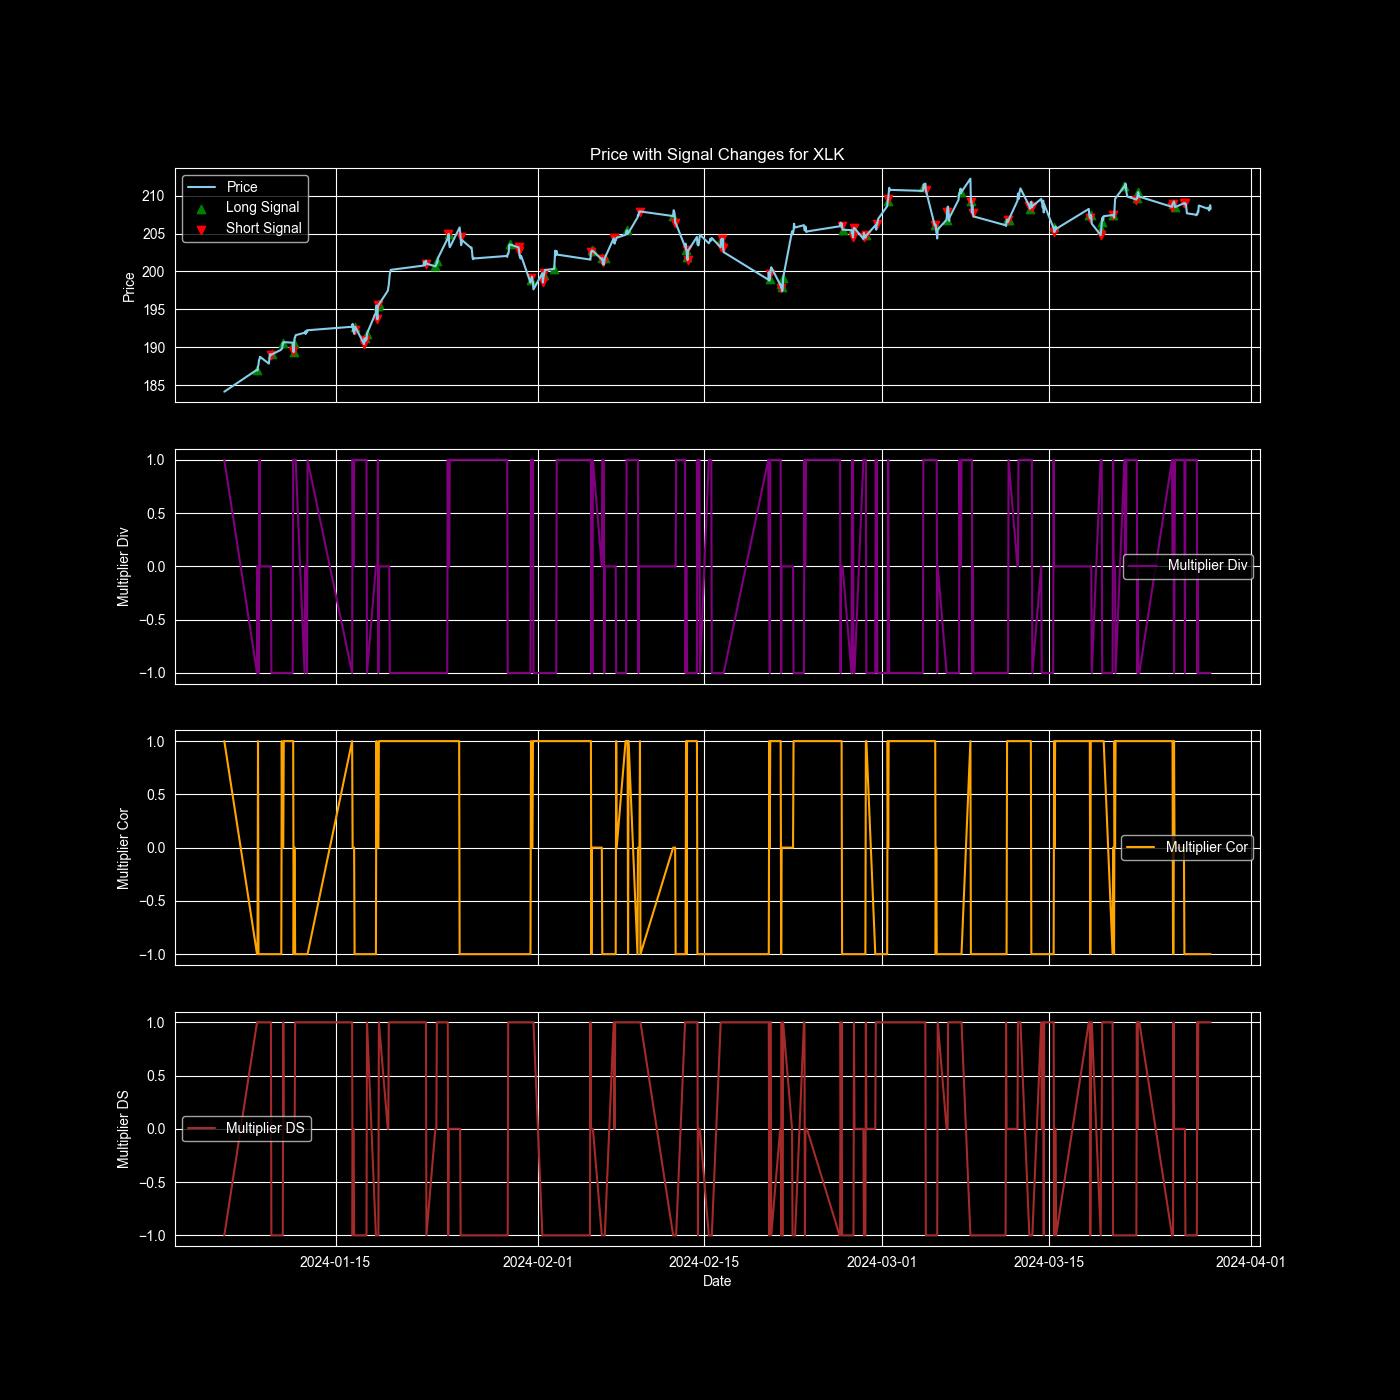 Price with Signal Changes for XLK
Price
Long Signal
Short Signal
210
205
200
195
190
185
Price
1.0
0.5
0.0
−0.5
−1.0
Multiplier Div
Multiplier Div
1.0
0.5
0.0
−0.5
−1.0
Multiplier Cor
Multiplier Cor
1.0
0.5
0.0
−0.5
−1.0
Multiplier DS
Multiplier DS
2024-01-15 2024-02-01 2024-02-15 2024-03-01 2024-03-15 2024-04-01
Date